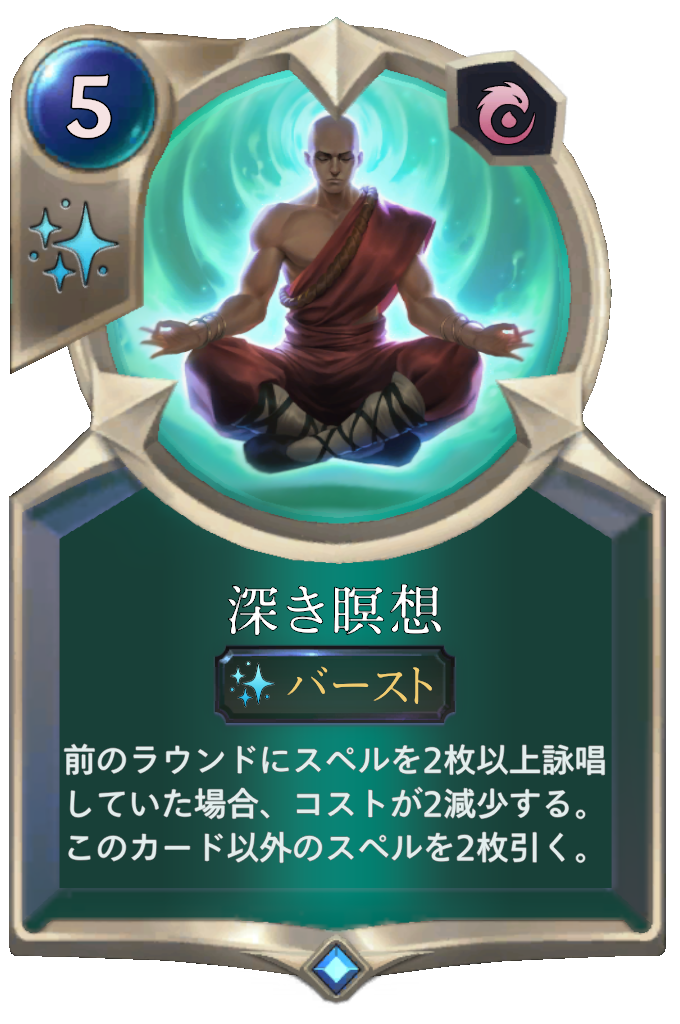 5
深き瞑想
バースト
前のラウンドにスペルを2枚以上詠唱
していた場合、コストが2減少する。
このカード以外のスペルを2枚引く。